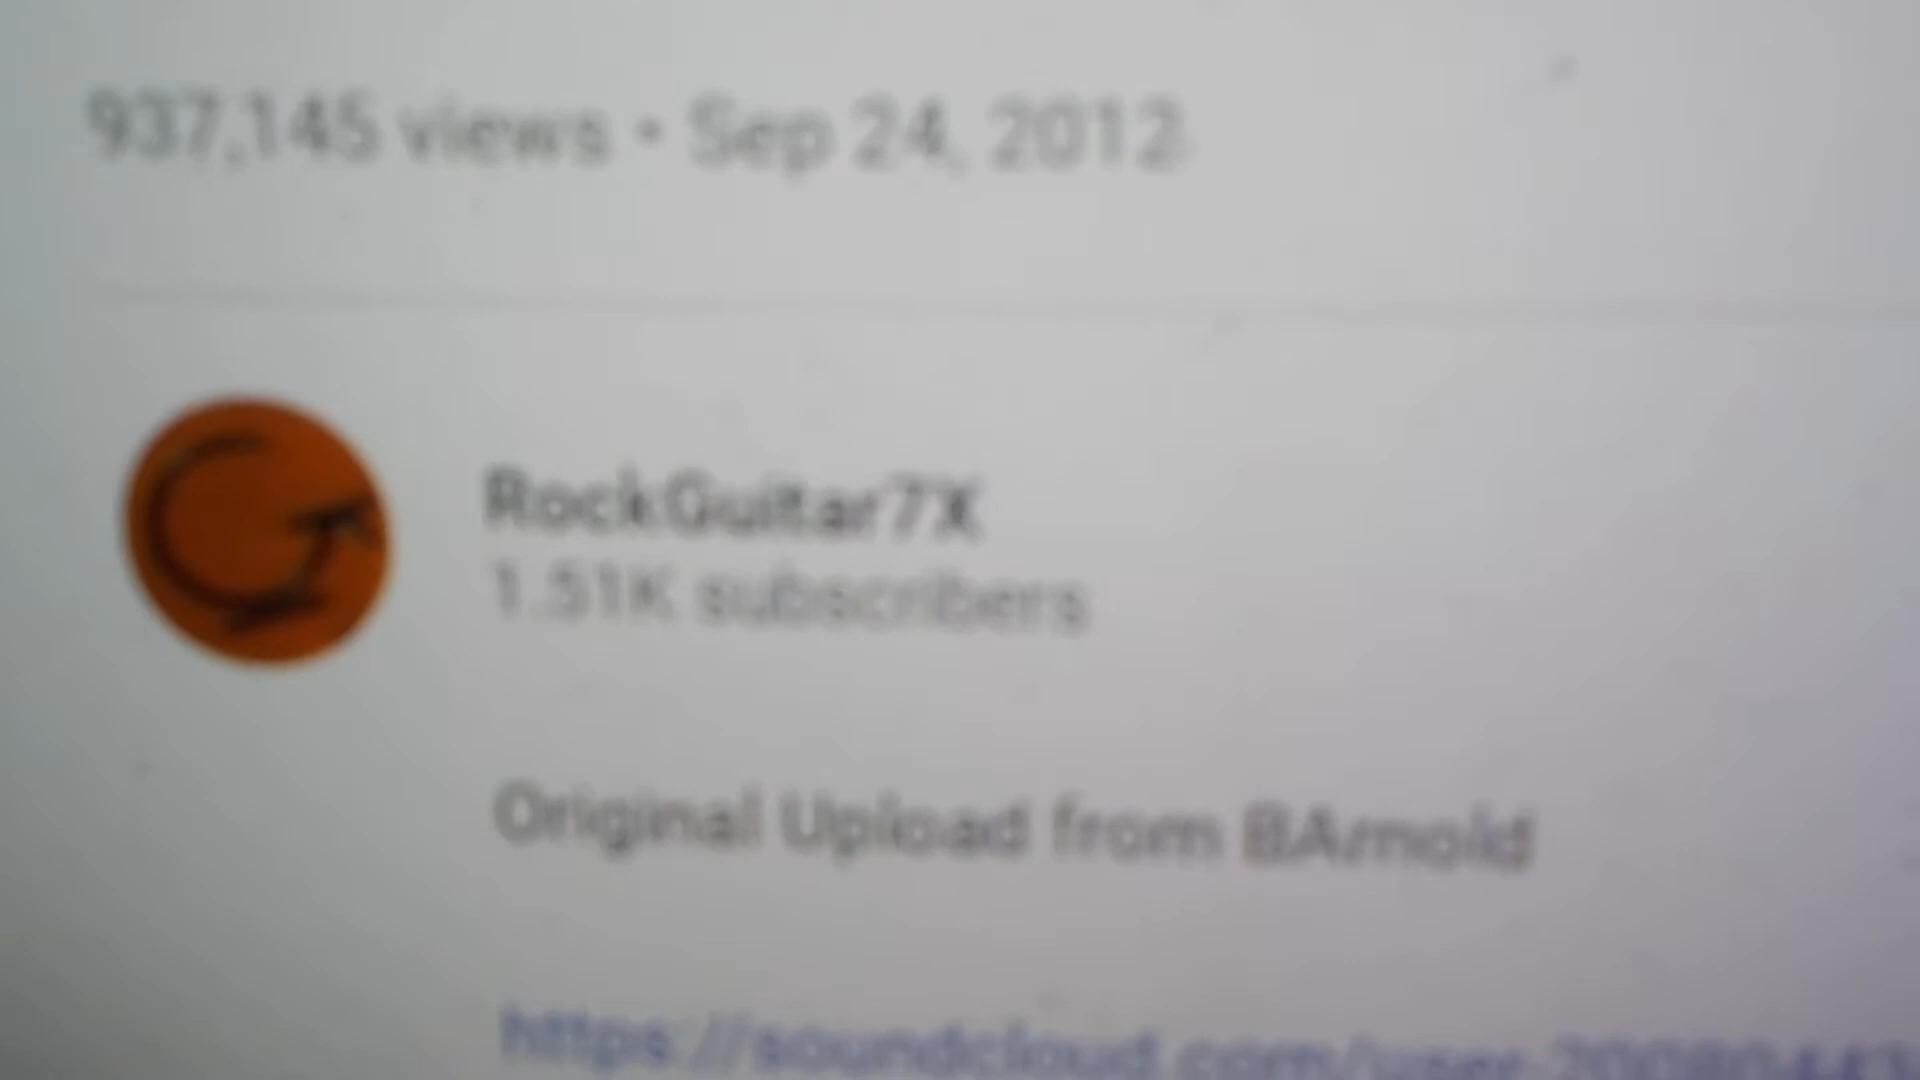 937,145 views • Sep 24, 2012
RockGuitar7X
1.51K subscribers
Original Upload from BArnold